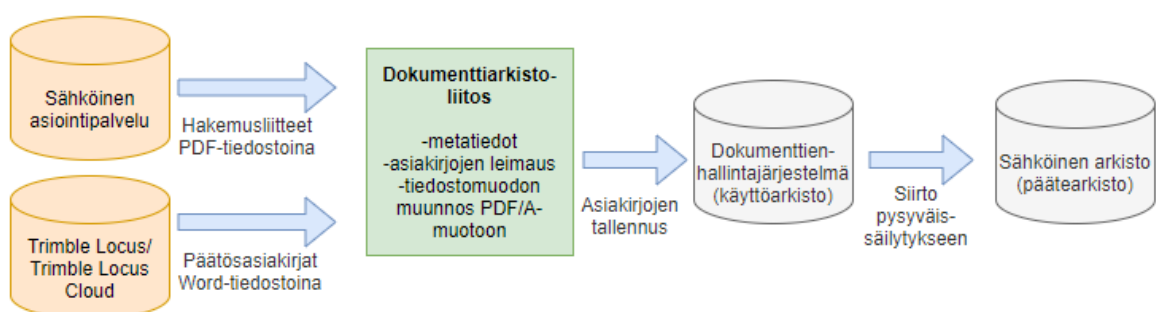 Sähköinen
asiointipalvelu
Hakemusliitteet
PDF-tiedostoina
Trimble Locus/
Trimble Locus
Cloud
Päätösasiakirjat
Word-tiedostoina
Dokumenttiarkisto-
liitos
-metatiedot
-asiakirjojen leimaus
-tiedostomuodon
muunnos PDF/A-
muotoon
Asiakirjojen
tallennus
Dokumenttien-
hallintajärjestelmä
(käyttöarkisto)
Siirto
pysyväis-
säilytykseen
Sähköinen arkisto
(päätearkisto)